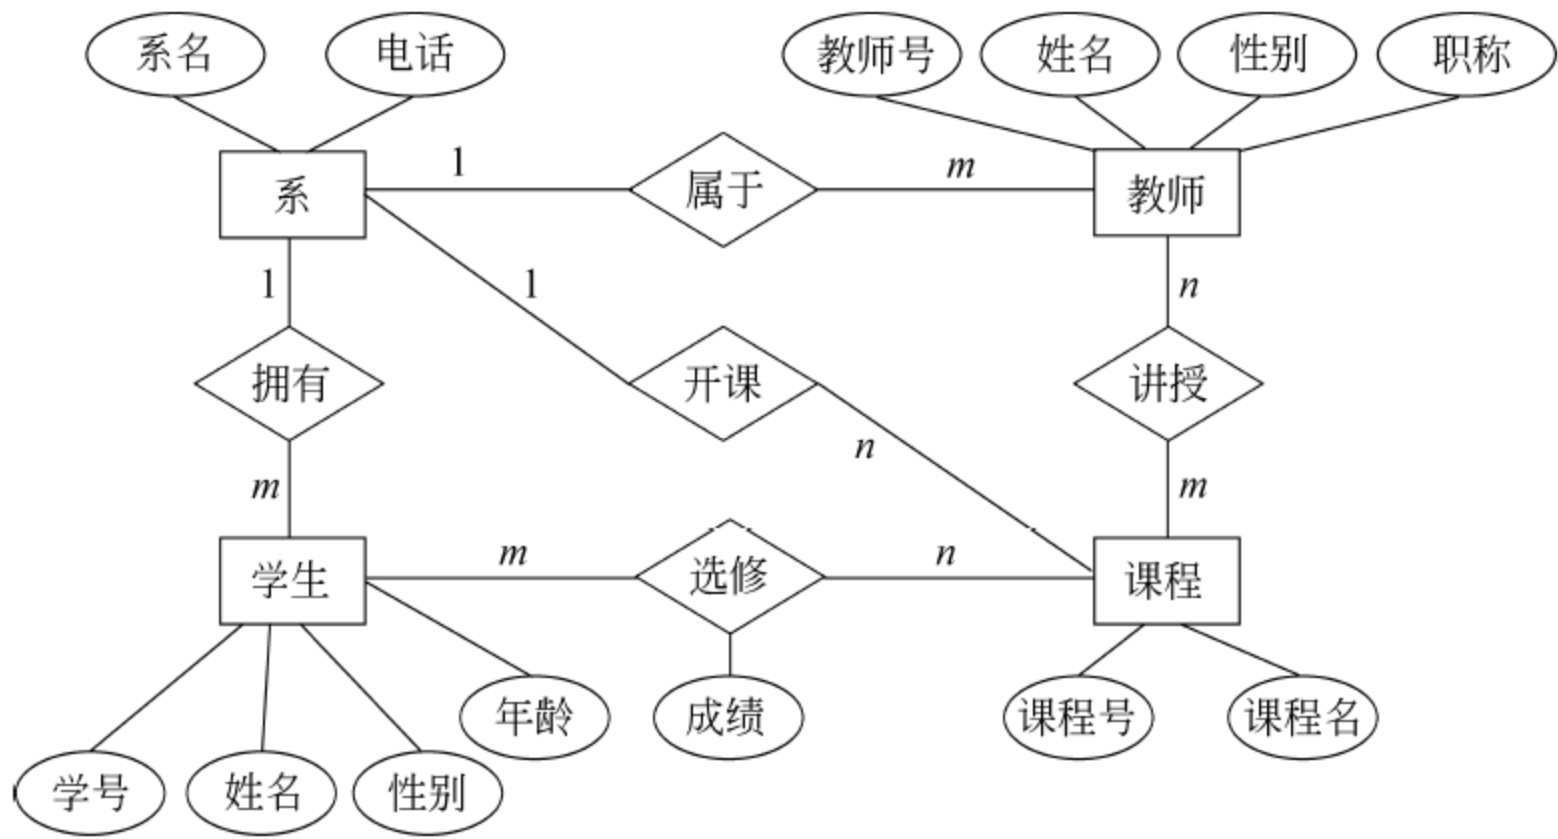 系名 电话 教师号 姓名 性别 职称
1 属于 m
系 教师
1 1 n
拥有 开课 讲授
n
m m
m 选修 n
学生 课程
年龄 成绩 课程号 课程名
学号 姓名 性别